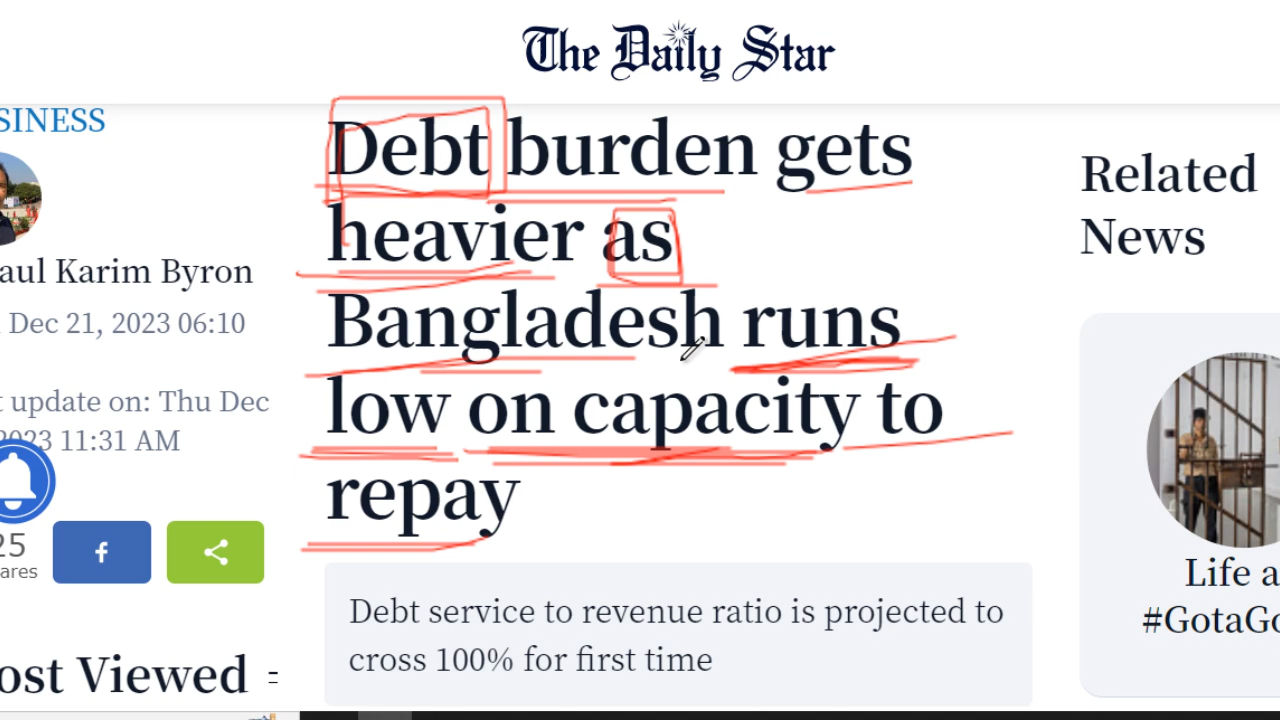 The Daily Star
SINESS
aul Karim Byron
Dec 21, 2023 06:10
t update on: Thu Dec
2023 11:31 AM
25
ares
f
ost Viewed
Debt burden gets
heavier as
Bangladesh runs
low on capacity to
repay
Debt service to revenue ratio is projected to
cross 100% for first time
Related
News
Life a
#GotaGo